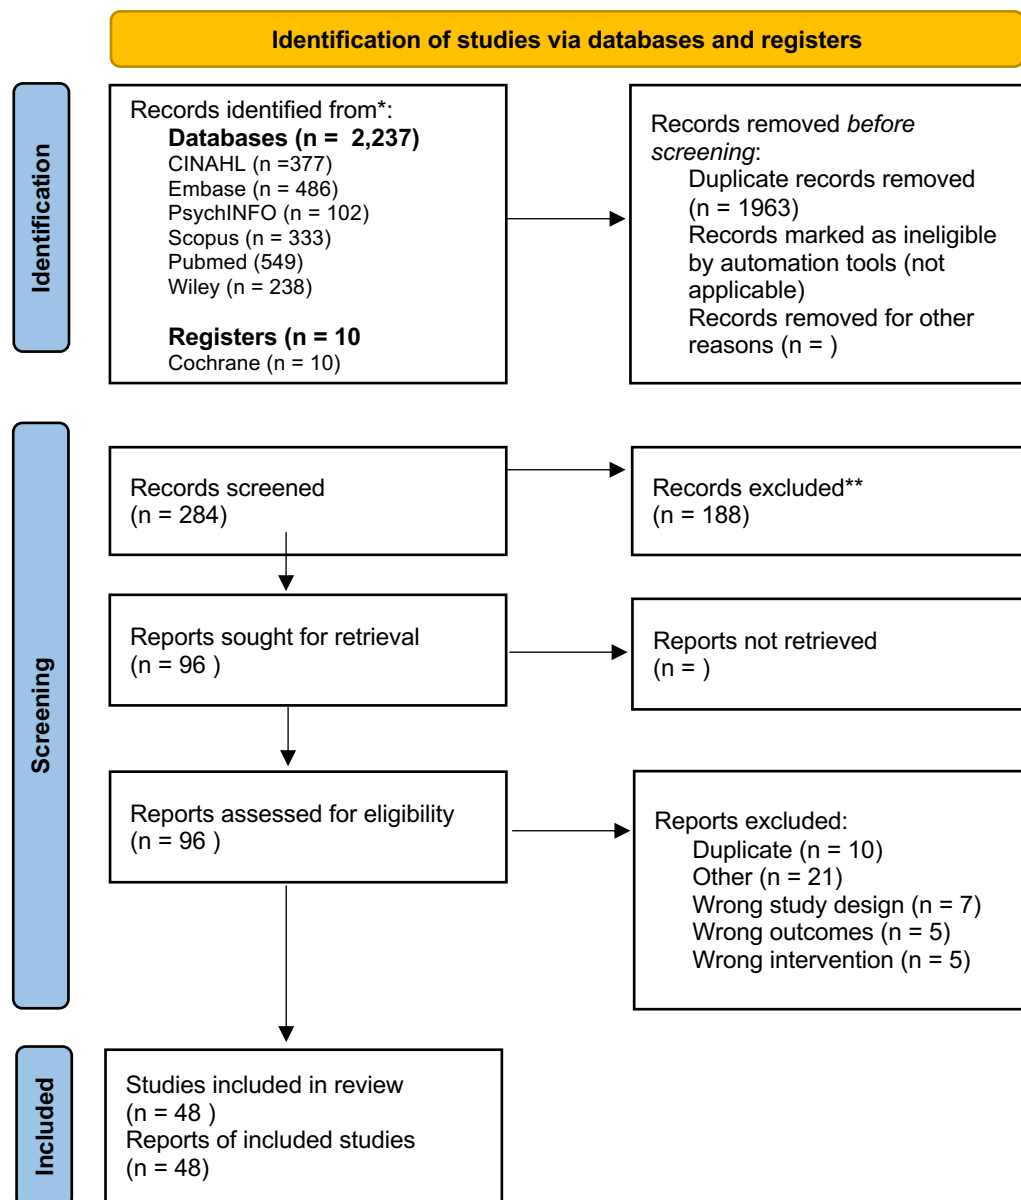 Identification of studies via databases and registers
Identification
Records identified from*:
Databases (n =  2,237)
CINAHL (n =377)
Embase (n = 486)
PsychINFO (n = 102)
Scopus (n = 333)
Pubmed (549)
Wiley (n = 238)
Registers (n = 10
Cochrane (n = 10)
Records removed before
screening:
Duplicate records removed
(n = 1963)
Records marked as ineligible
by automation tools (not
applicable)
Records removed for other
reasons (n = )
Screening
Records screened
(n = 284)
Records excluded**
(n = 188)
Reports sought for retrieval
(n = 96 )
Reports not retrieved
(n = )
Reports assessed for eligibility
(n = 96 )
Reports excluded:
Duplicate (n = 10)
Other (n = 21)
Wrong study design (n = 7)
Wrong outcomes (n = 5)
Wrong intervention (n = 5)
Included
Studies included in review
(n = 48 )
Reports of included studies
(n = 48)